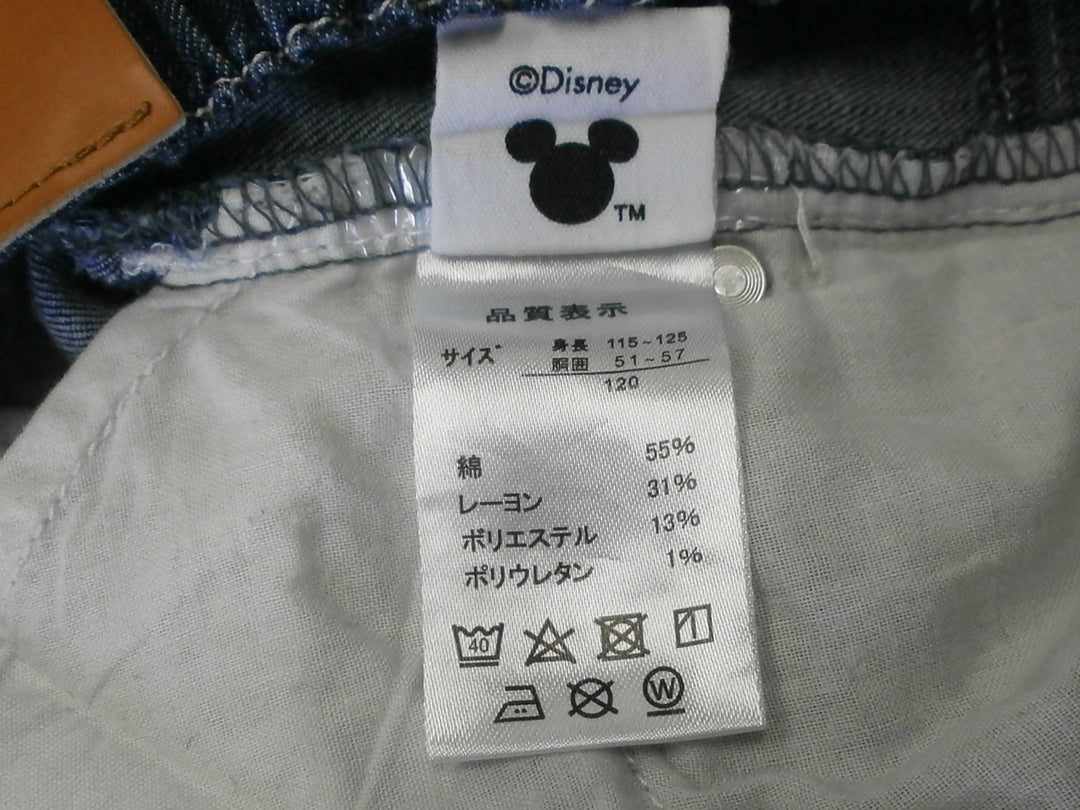 ©Disney
TM
品質表示
サイズ 身長 115~125
胴囲 51~57
120
綿 55%
レーヨン 31%
ポリエステル 13%
ポリウレタン 1%
40
W